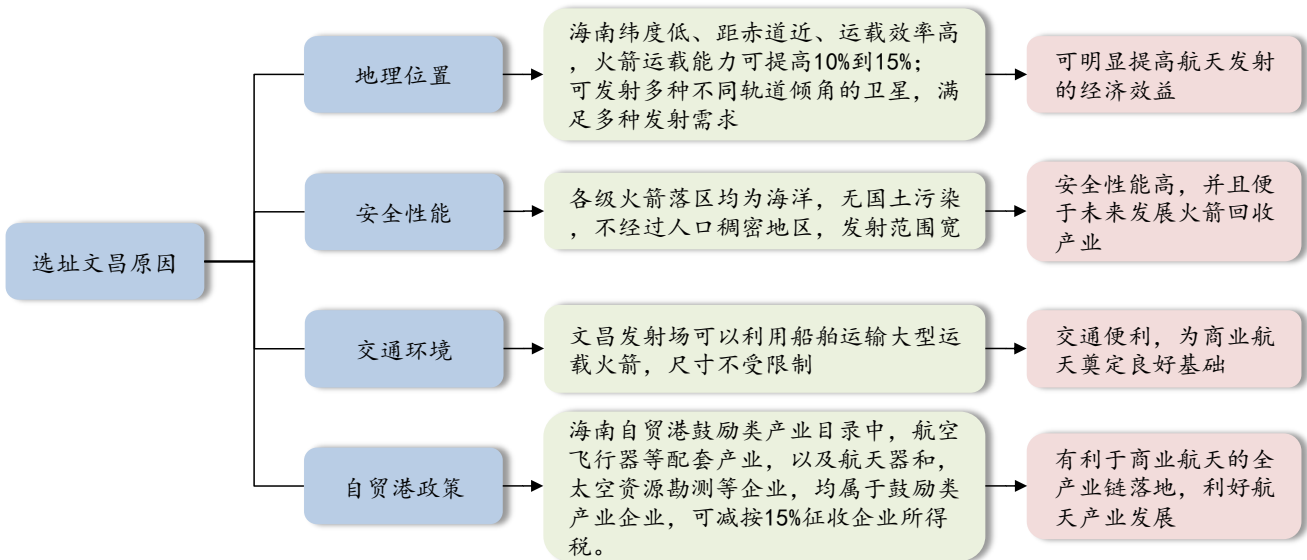 选址文昌原因
地理位置
海南纬度低、距赤道近、运载效率高
，火箭运载能力可提高10%到15%；
可发射多种不同轨道倾角的卫星，满
足多种发射需求
可明显提高航天发射
的经济效益
安全性能
各级火箭落区均为海洋，无国土污染
，不经过人口稠密地区，发射范围宽
安全性能高，并且便
于未来发展火箭回收
产业
交通环境
文昌发射场可以利用船舶运输大型运
载火箭，尺寸不受限制
交通便利，为商业航
天奠定良好基础
自贸港政策
海南自贸港鼓励类产业目录中，航空
飞行器等配套产业，以及航天器和，
太空资源勘测等企业，均属于鼓励类
产业企业，可减按15%征收企业所得
税。
有利于商业航天的全
产业链落地，利好航
天产业发展